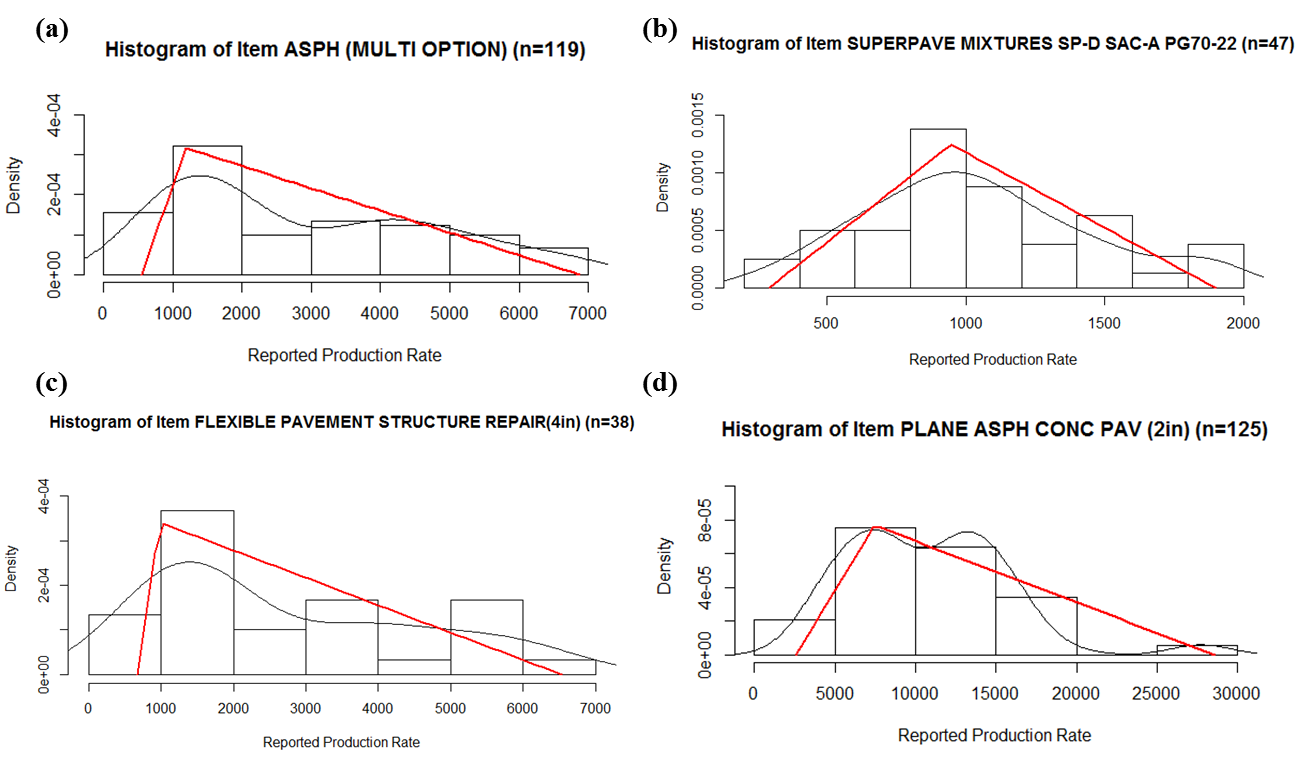 (a)
Histogram of Item ASPH (MULTI OPTION) (n=119)
Density
0e+00
2e-04
4e-04
0 1000 2000 3000 4000 5000 6000 7000
Reported Production Rate
(b)
Histogram of Item SUPERPAVE MIXTURES SP-D SAC-A PG70-22 (n=47)
Density
0.0000
0.0005
0.0010
0.0015
500 1000 1500 2000
Reported Production Rate
(c)
Histogram of Item FLEXIBLE PAVEMENT STRUCTURE REPAIR(4in) (n=38)
Density
0e+00
2e-04
4e-04
0 1000 2000 3000 4000 5000 6000 7000
Reported Production Rate
(d)
Histogram of Item PLANE ASPH CONC PAV (2in) (n=125)
Density
0e+00
4e-05
8e-05
0 5000 10000 15000 20000 25000 30000
Reported Production Rate